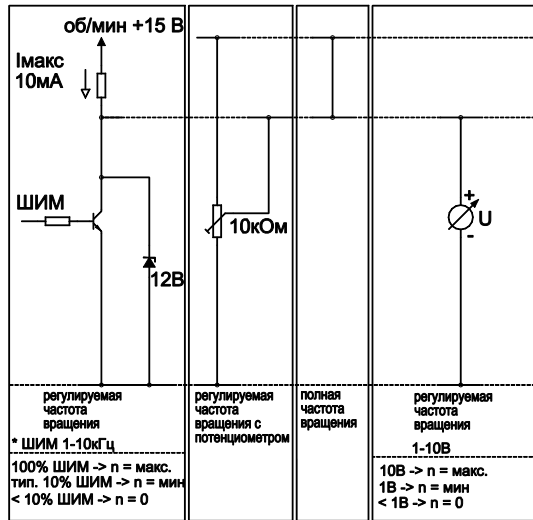 об/мин +15 В
Iмакс
10мА
ШИМ
12В
10кОм
+
U
-
регулируемая
частота
вращения
* ШИМ 1-10кГц
100% ШИМ -> n = макс.
тип. 10% ШИМ -> n = мин
< 10% ШИМ -> n = 0
регулируемая
частота
вращения с
потенциометром
полная
частота
вращения
регулируемая
частота
вращения
1-10В
10В -> n = макс.
1В -> n = мин
< 1В -> n = 0